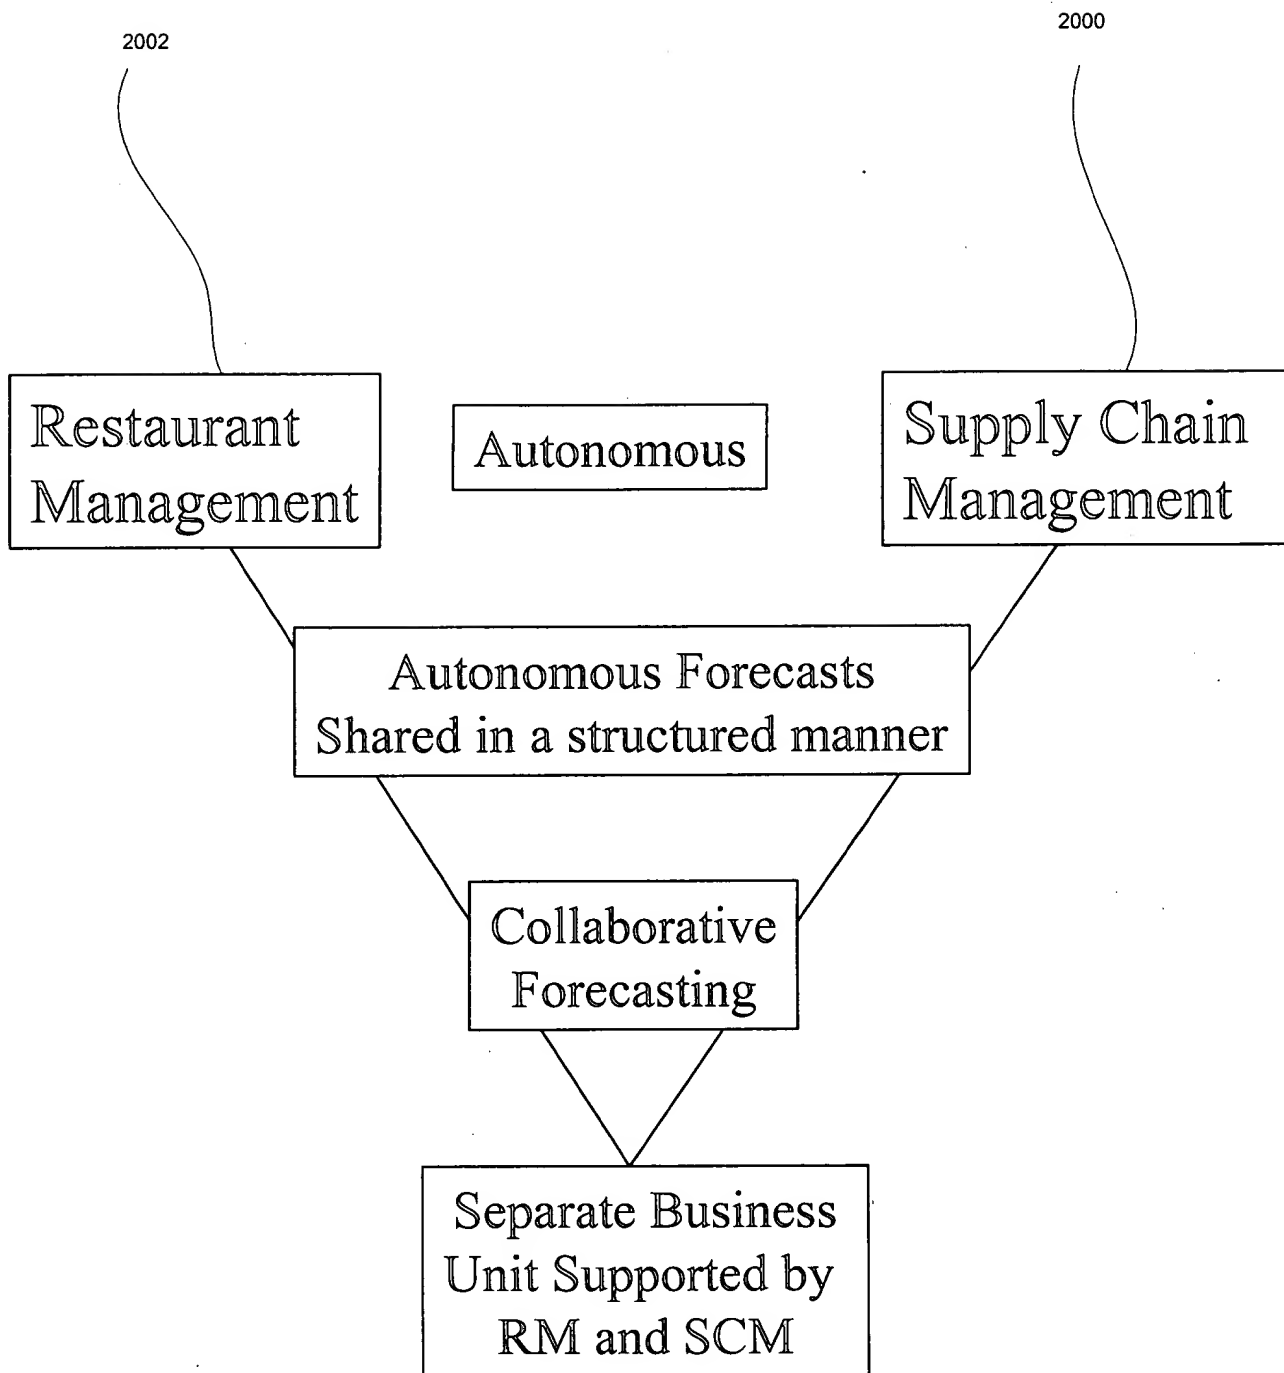 2002
2000
Restaurant
Management
Autonomous
Supply Chain
Management
Autonomous Forecasts
Shared in a structured manner
Collaborative
Forecasting
Separate Business
Unit Supported by
RM and SCM